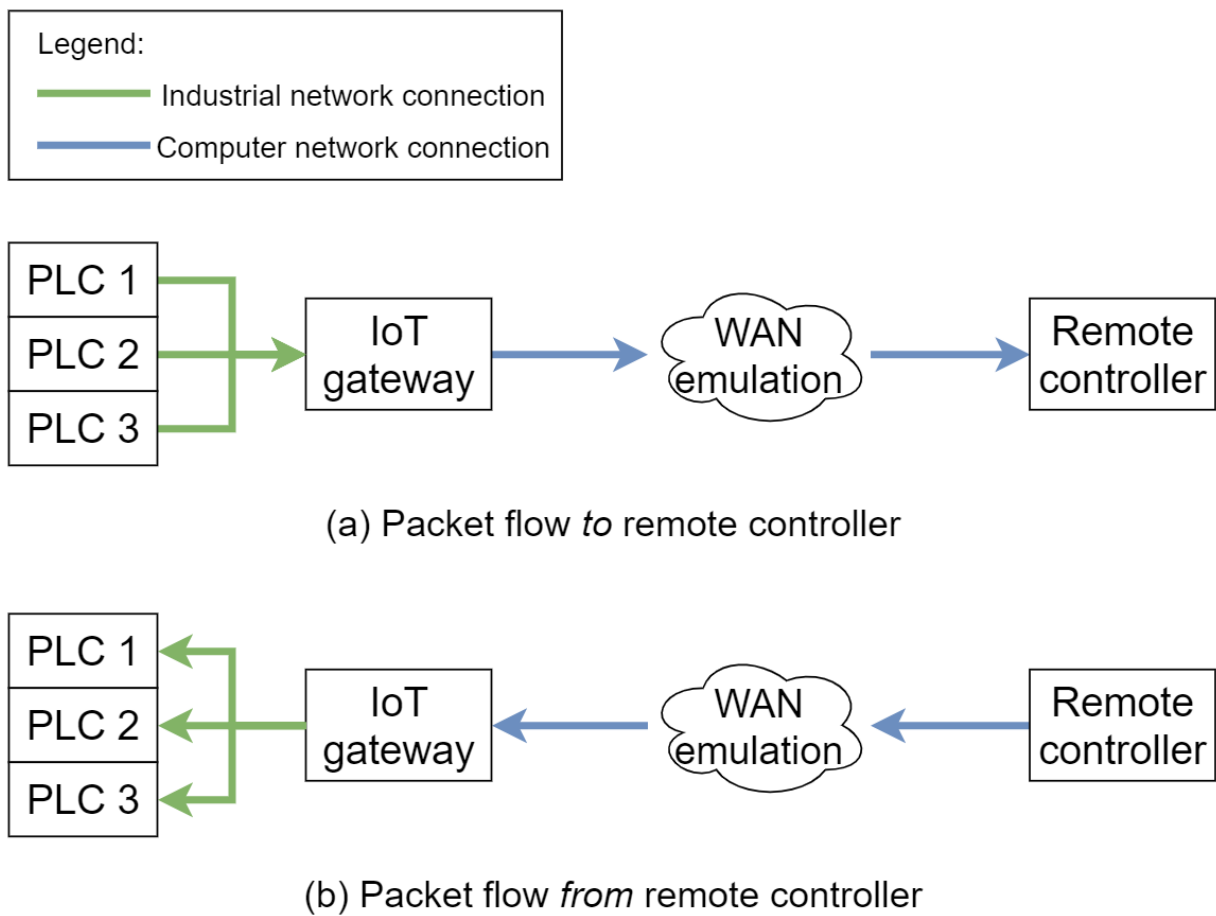 Legend:
Industrial network connection
Computer network connection
PLC 1
PLC 2
PLC 3
IoT
gateway
WAN
emulation
Remote
controller
(a) Packet flow to remote controller
PLC 1
PLC 2
PLC 3
IoT
gateway
WAN
emulation
Remote
controller
(b) Packet flow from remote controller